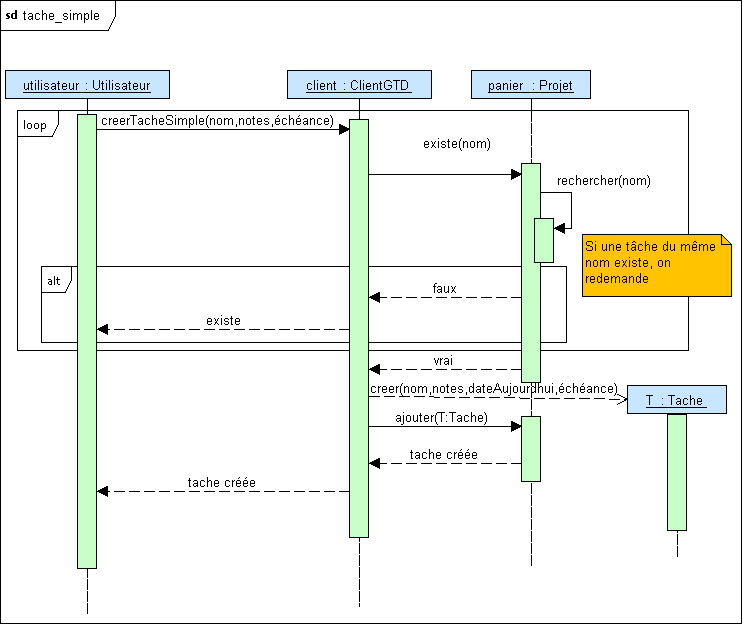 sd tache_simple
utilisateur : Utilisateur
client : ClientGTD
panier : Projet
loop
creerTacheSimple(nom,notes,échéance)
existe(nom)
rechercher(nom)
Si une tâche du même
nom existe, on
redemande
alt
faux
existe
vrai
creer(nom,notes,dateAujourdhui,échéance)
T : Tache
ajouter(T:Tache)
tache créée
tache créée